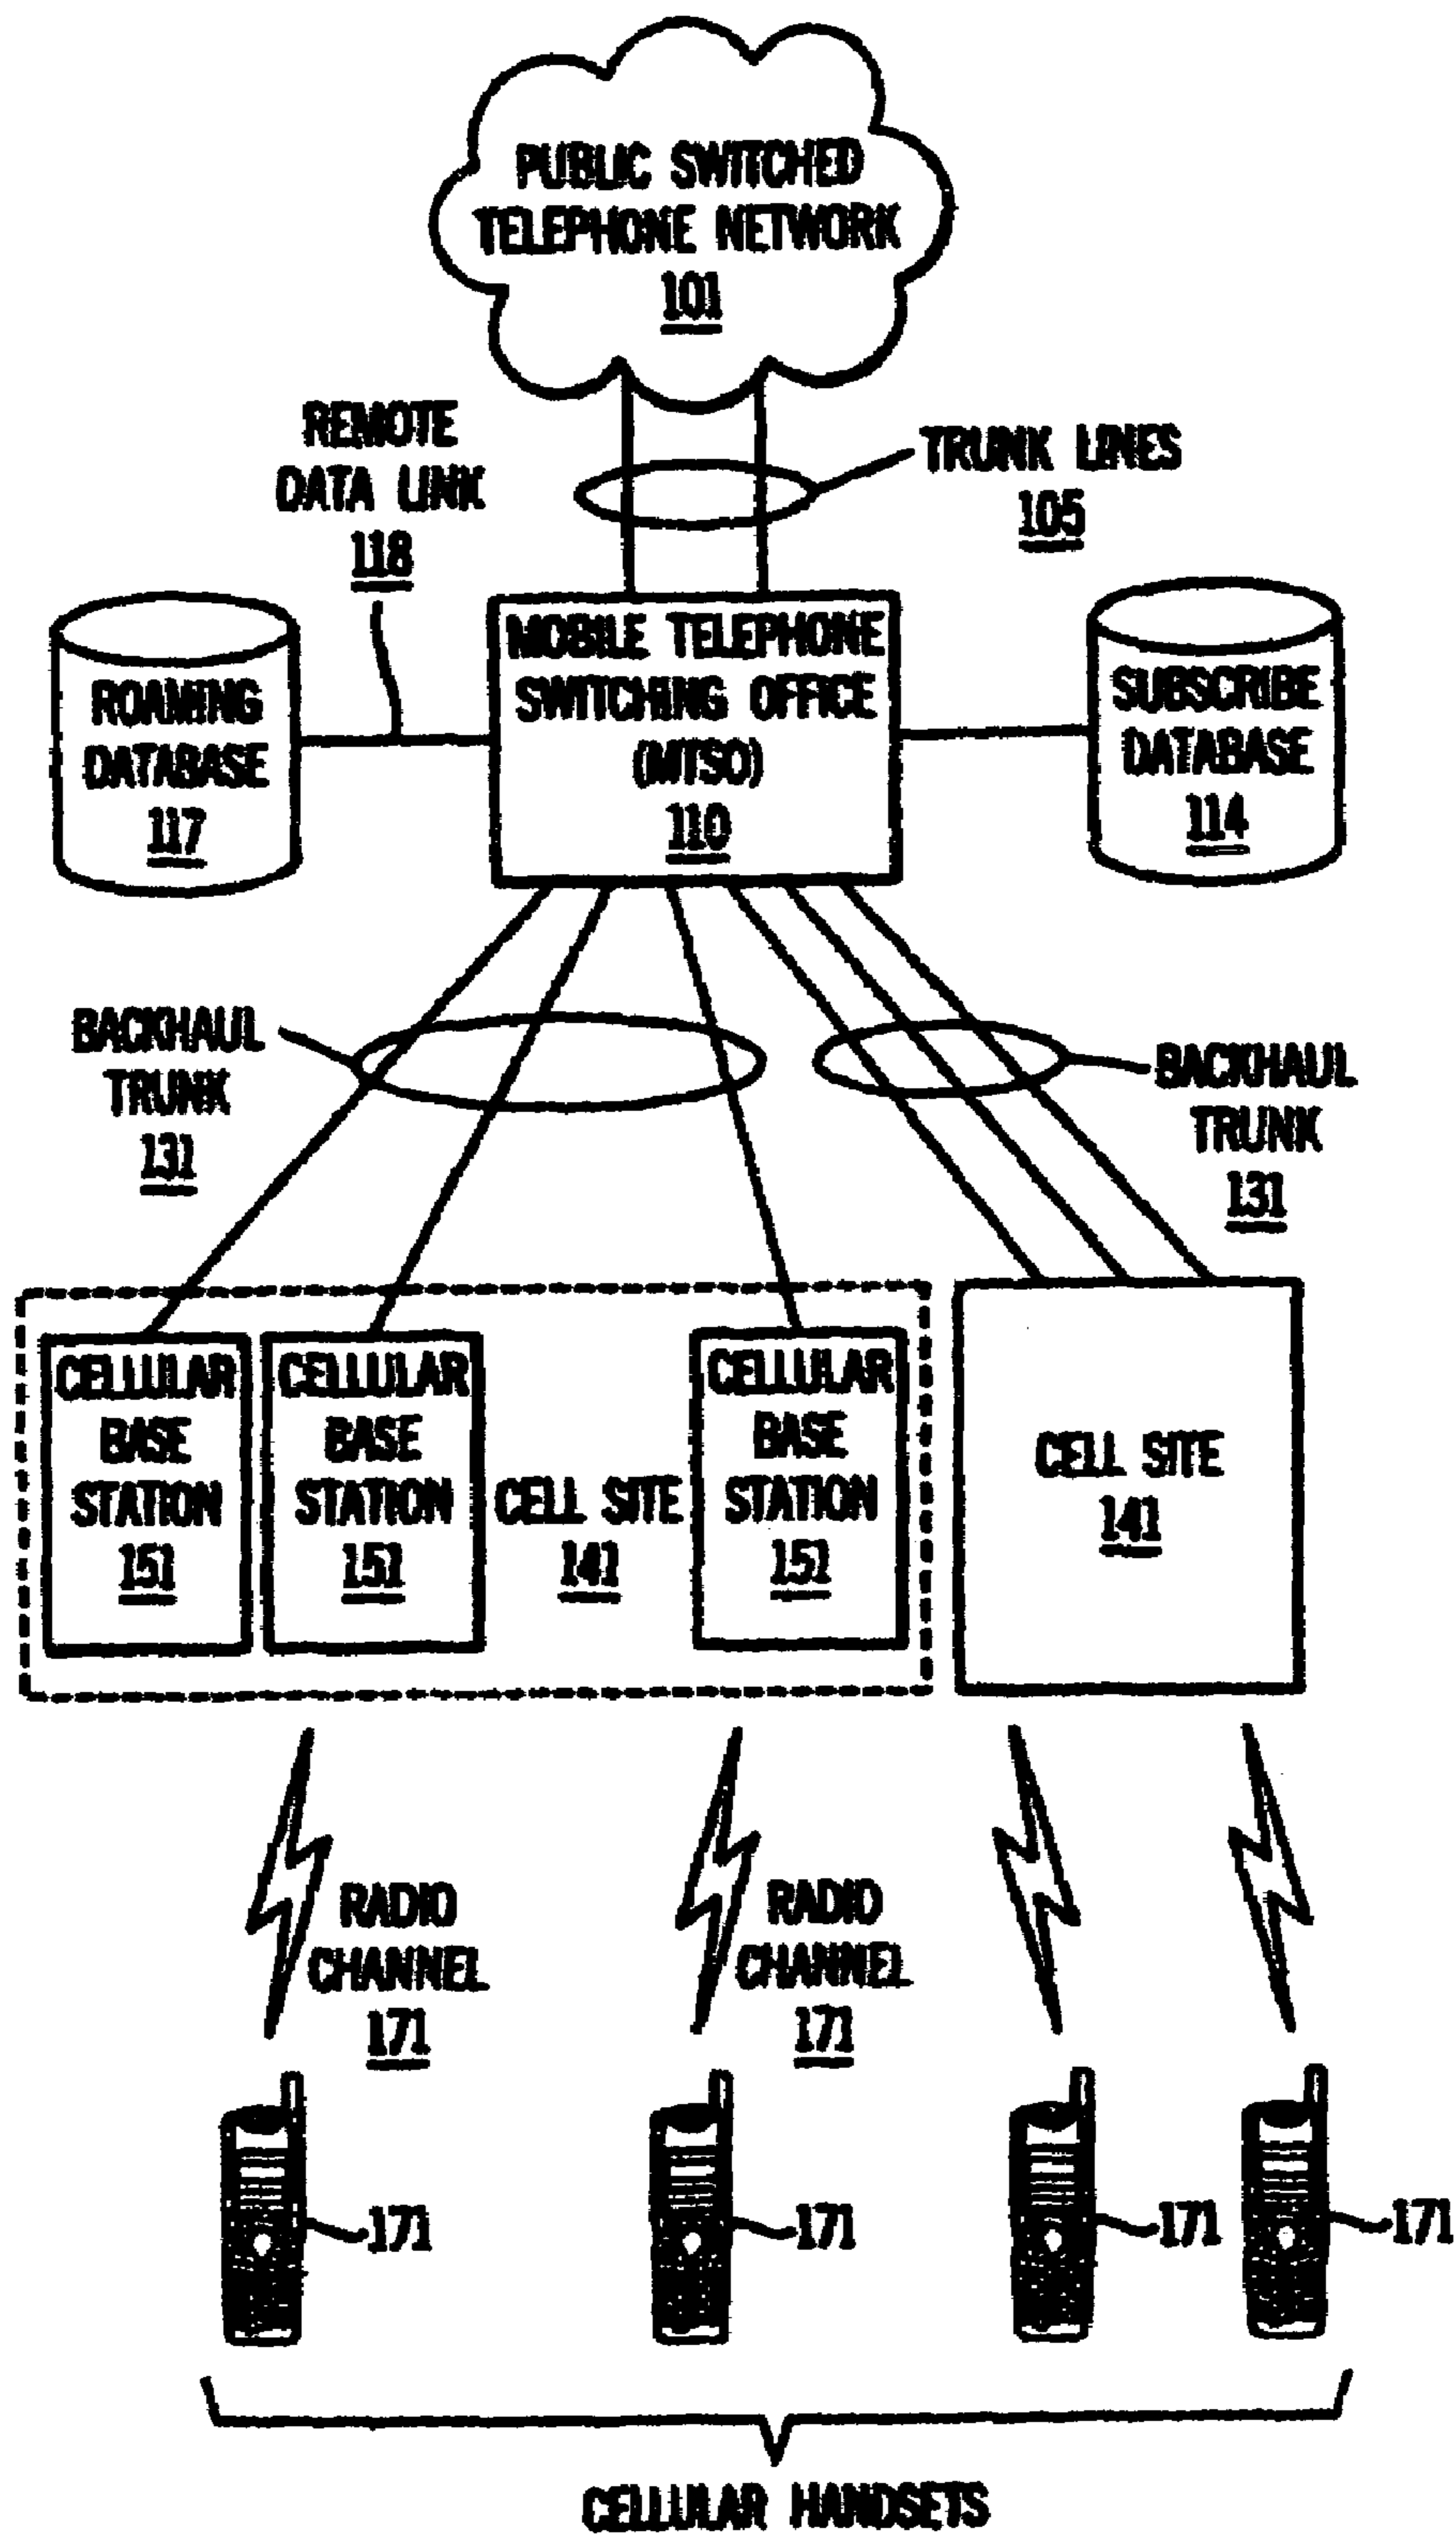 PUBLIC SWITCHED
TELEPHONE NETWORK
101
REMOTE
DATA LINK
118
TRUNK LINES
105
ROAMING
DATABASE
117
MOBILE TELEPHONE
SWITCHING OFFICE
(MTSO)
110
SUBSCRIBE
DATABASE
114
BACKHAUL
TRUNK
131
BACKHAUL
TRUNK
131
CELLULAR
BASE
STATION
151
CELLULAR
BASE
STATION
151
CELL SITE
141
CELLULAR
BASE
STATION
151
CELL SITE
141
RADIO
CHANNEL
171
RADIO
CHANNEL
171
171
171
171
171
CELLULAR HANDSETS